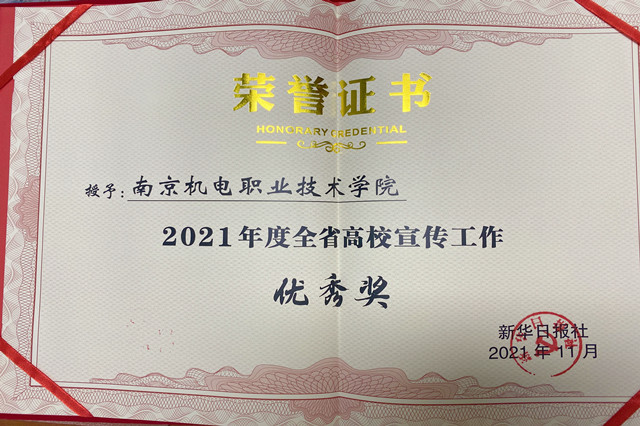 荣誉证书
HONORARY CREDENTIAL
授予:南京机电职业技术学院
2021年度全省高校宣传工作
优秀奖
新华日报社
2021年11月